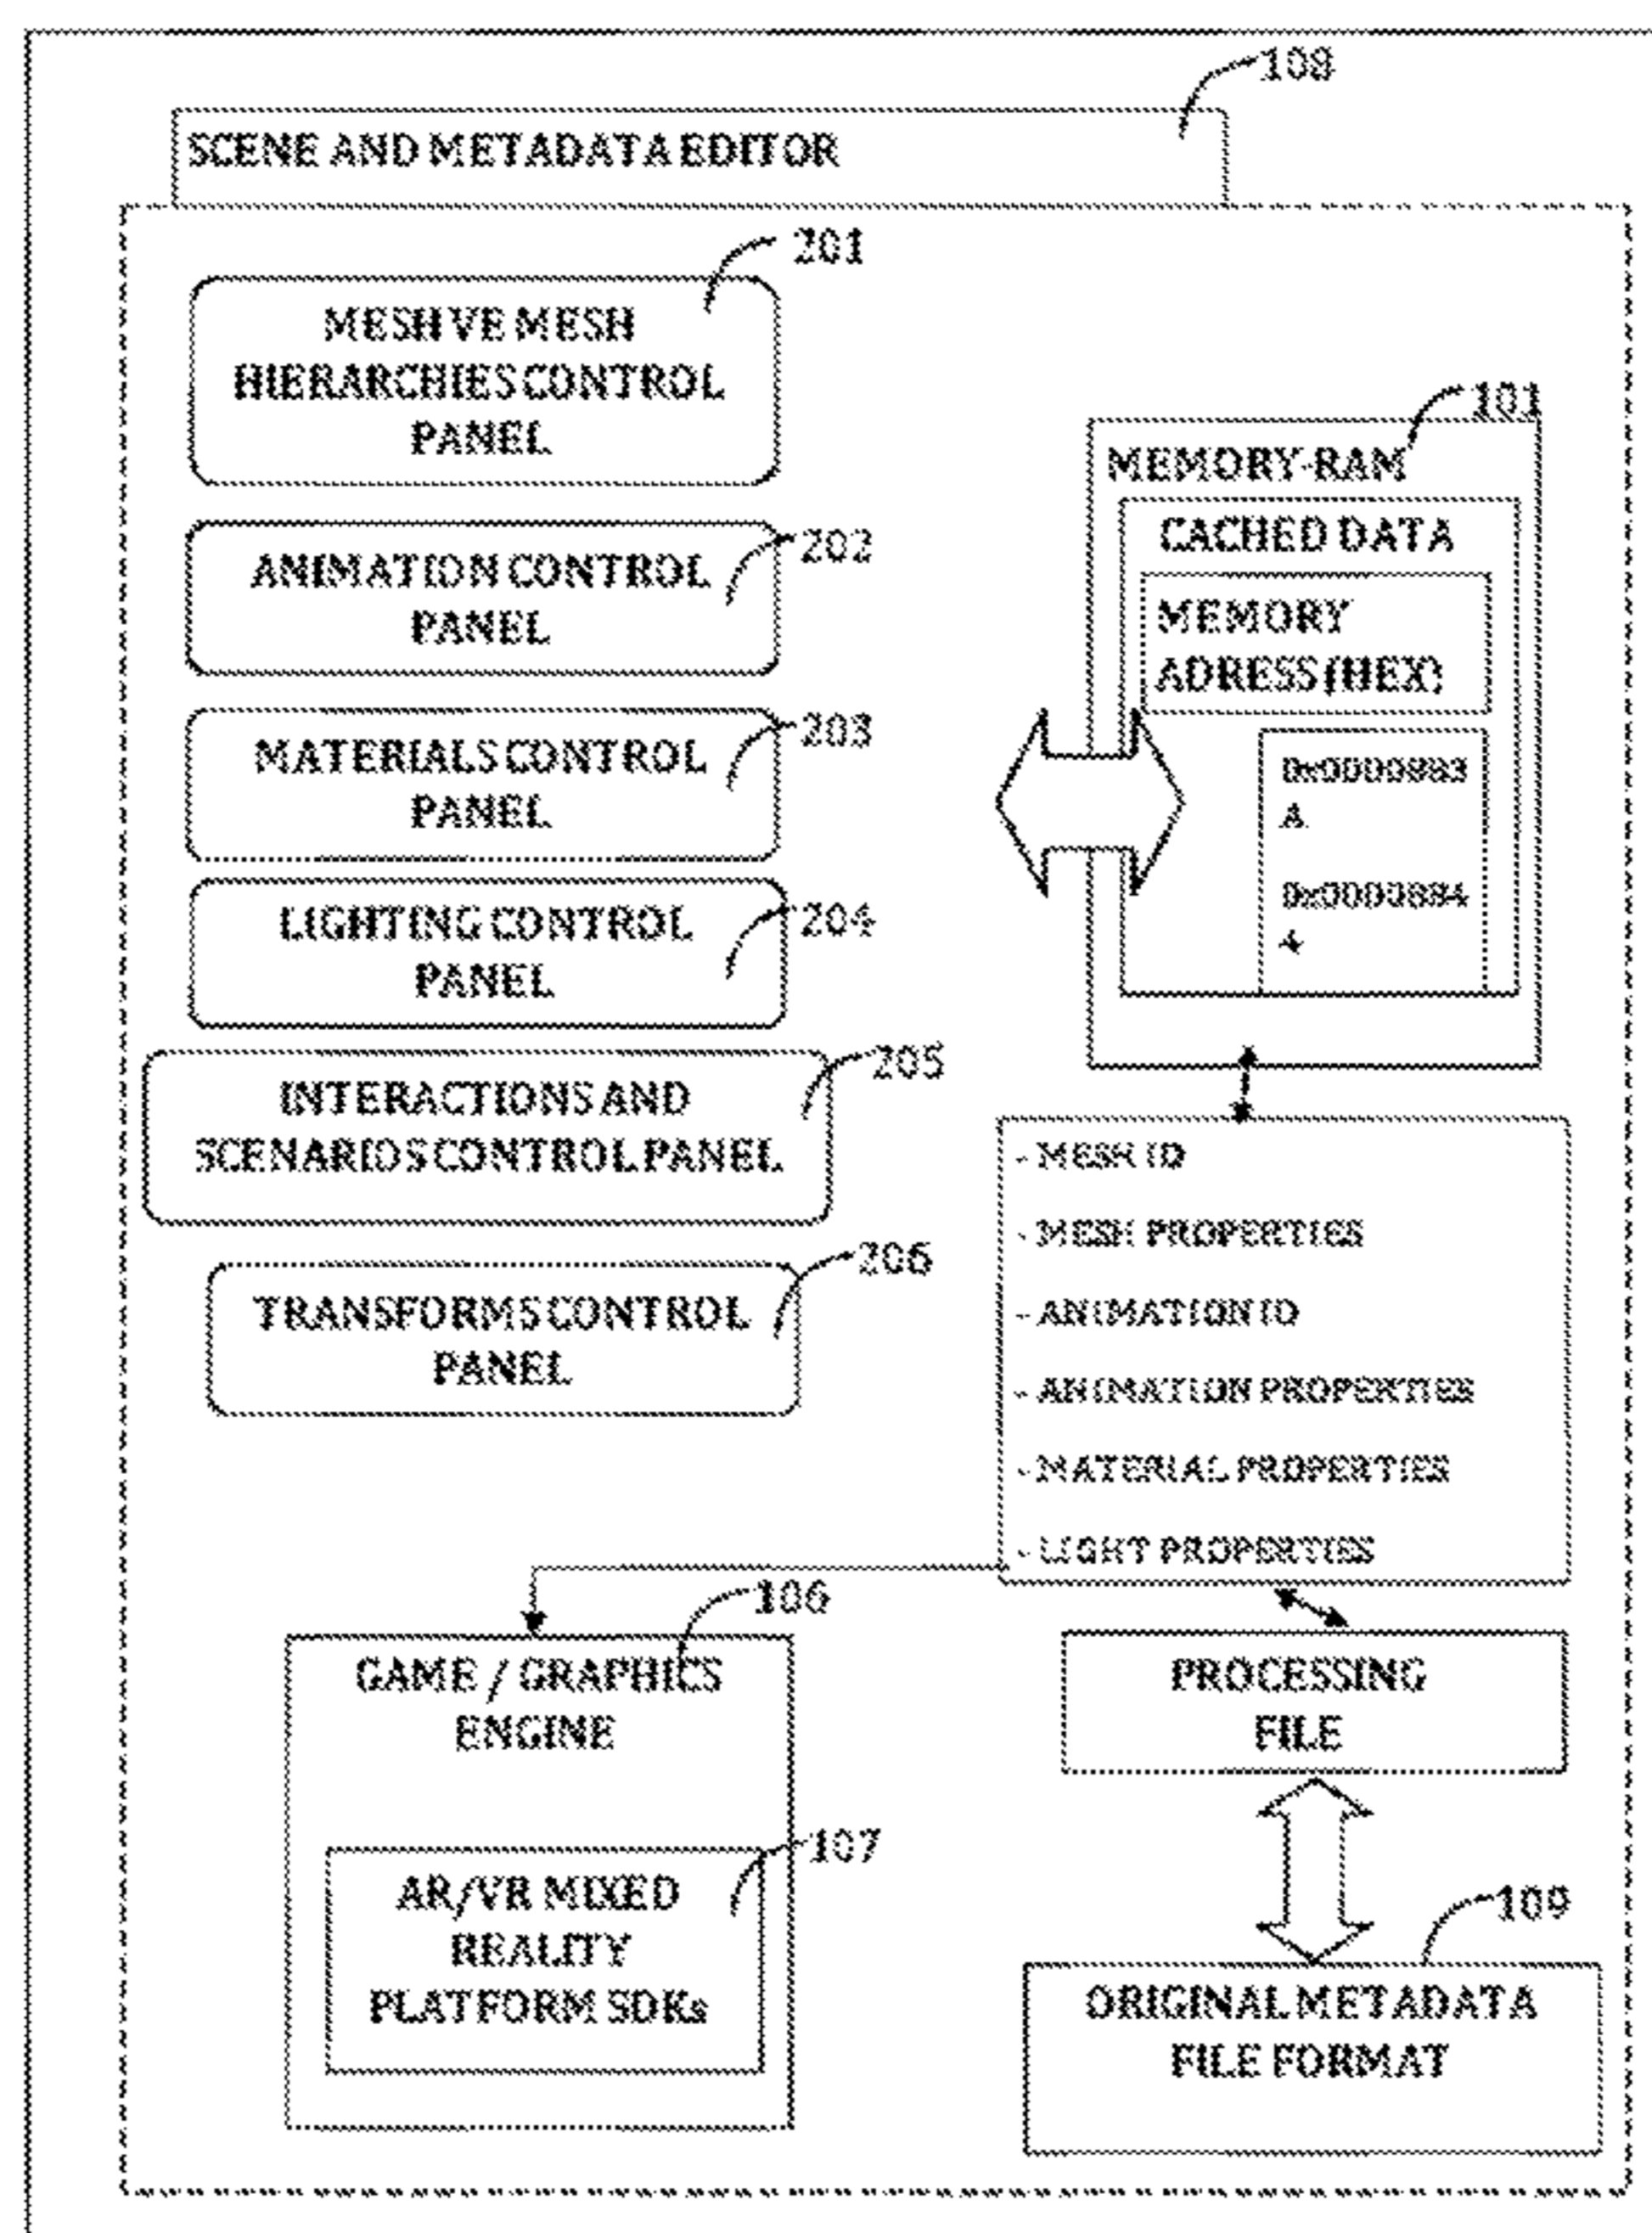 108
SCENE AND METADATA EDITOR
201
MESH VE MESH
HIERARCHIES CONTROL
PANEL
202
ANIMATION CONTROL
PANEL
203
MATERIALS CONTROL
PANEL
204
LIGHTING CONTROL
PANEL
205
INTERACTIONS AND
SCENARIOS CONTROL PANEL
206
TRANSFORMS CONTROL
PANEL
101
MEMORY-RAM
CACHED DATA
MEMORY
ADRESS (HEX)
A
4
- MESH ID
- MESH PROPERTIES
- ANIMATION ID
- ANIMATION PROPERTIES
- MATERIAL PROPERTIES
- LIGHT PROPERTIES
106
GAME / GRAPHICS
ENGINE
107
AR/VR MIXED
REALITY
PLATFORM SDKs
PROCESSING
FILE
109
ORIGINAL METADATA
FILE FORMAT